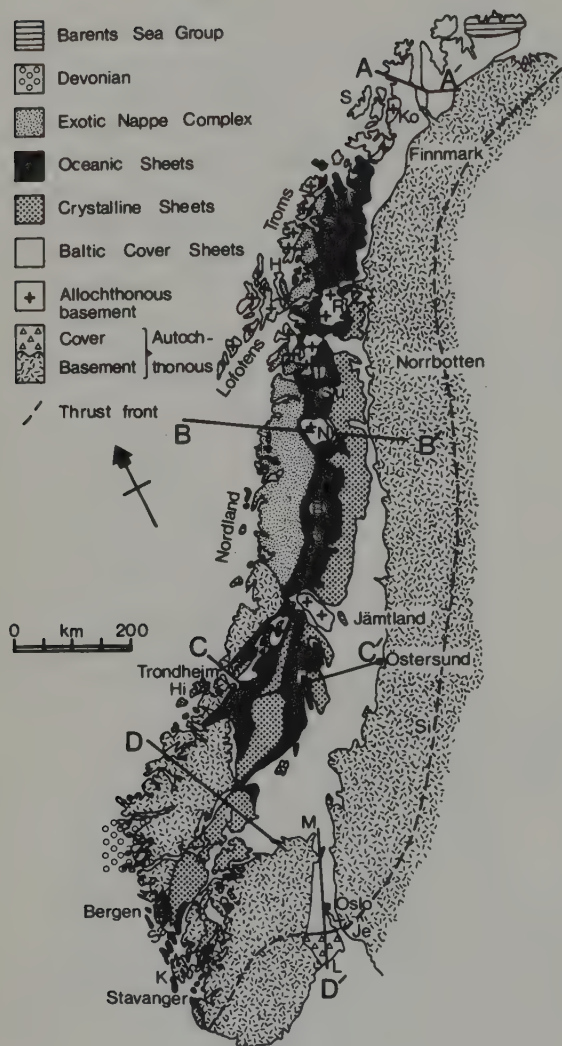 Barents Sea Group
Devonian
Exotic Nappe Complex
Oceanic Sheets
Crystalline Sheets
Baltic Cover Sheets
Allochthonous
basement
Cover
Basement
Autoch-
thonous
Thrust front
0 km 200
A
A′
S
Ko
Finnmark
Troms
H
R
Lofotens
Norrbotten
B
N
B′
Nordland
Jämtland
C
C′
Östersund
Trondheim
Hi
Si
D
M
Oslo
Bergen
Je
K
L
Stavanger
D′